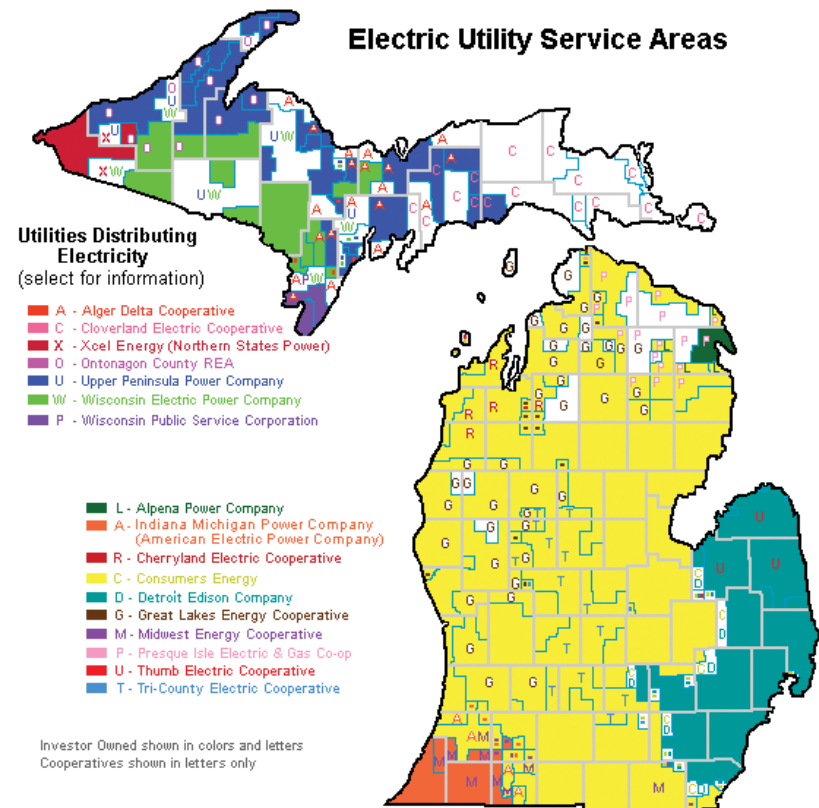 Electric Utility Service Areas
Utilities Distributing
Electricity
(select for information)
A - Alger Delta Cooperative
C - Cloverland Electric Cooperative
X - Xcel Energy (Northern States Power)
O - Ontonagon County REA
U - Upper Peninsula Power Company
W - Wisconsin Electric Power Company
P - Wisconsin Public Service Corporation
L - Alpena Power Company
A - Indiana Michigan Power Company
(American Electric Power Company)
R - Cherryland Electric Cooperative
C - Consumers Energy
D - Detroit Edison Company
G - Great Lakes Energy Cooperative
M - Midwest Energy Cooperative
P - Presque Isle Electric & Gas Co-op
U - Thumb Electric Cooperative
T - Tri-County Electric Cooperative
Investor Owned shown in colors and letters
Cooperatives shown in letters only